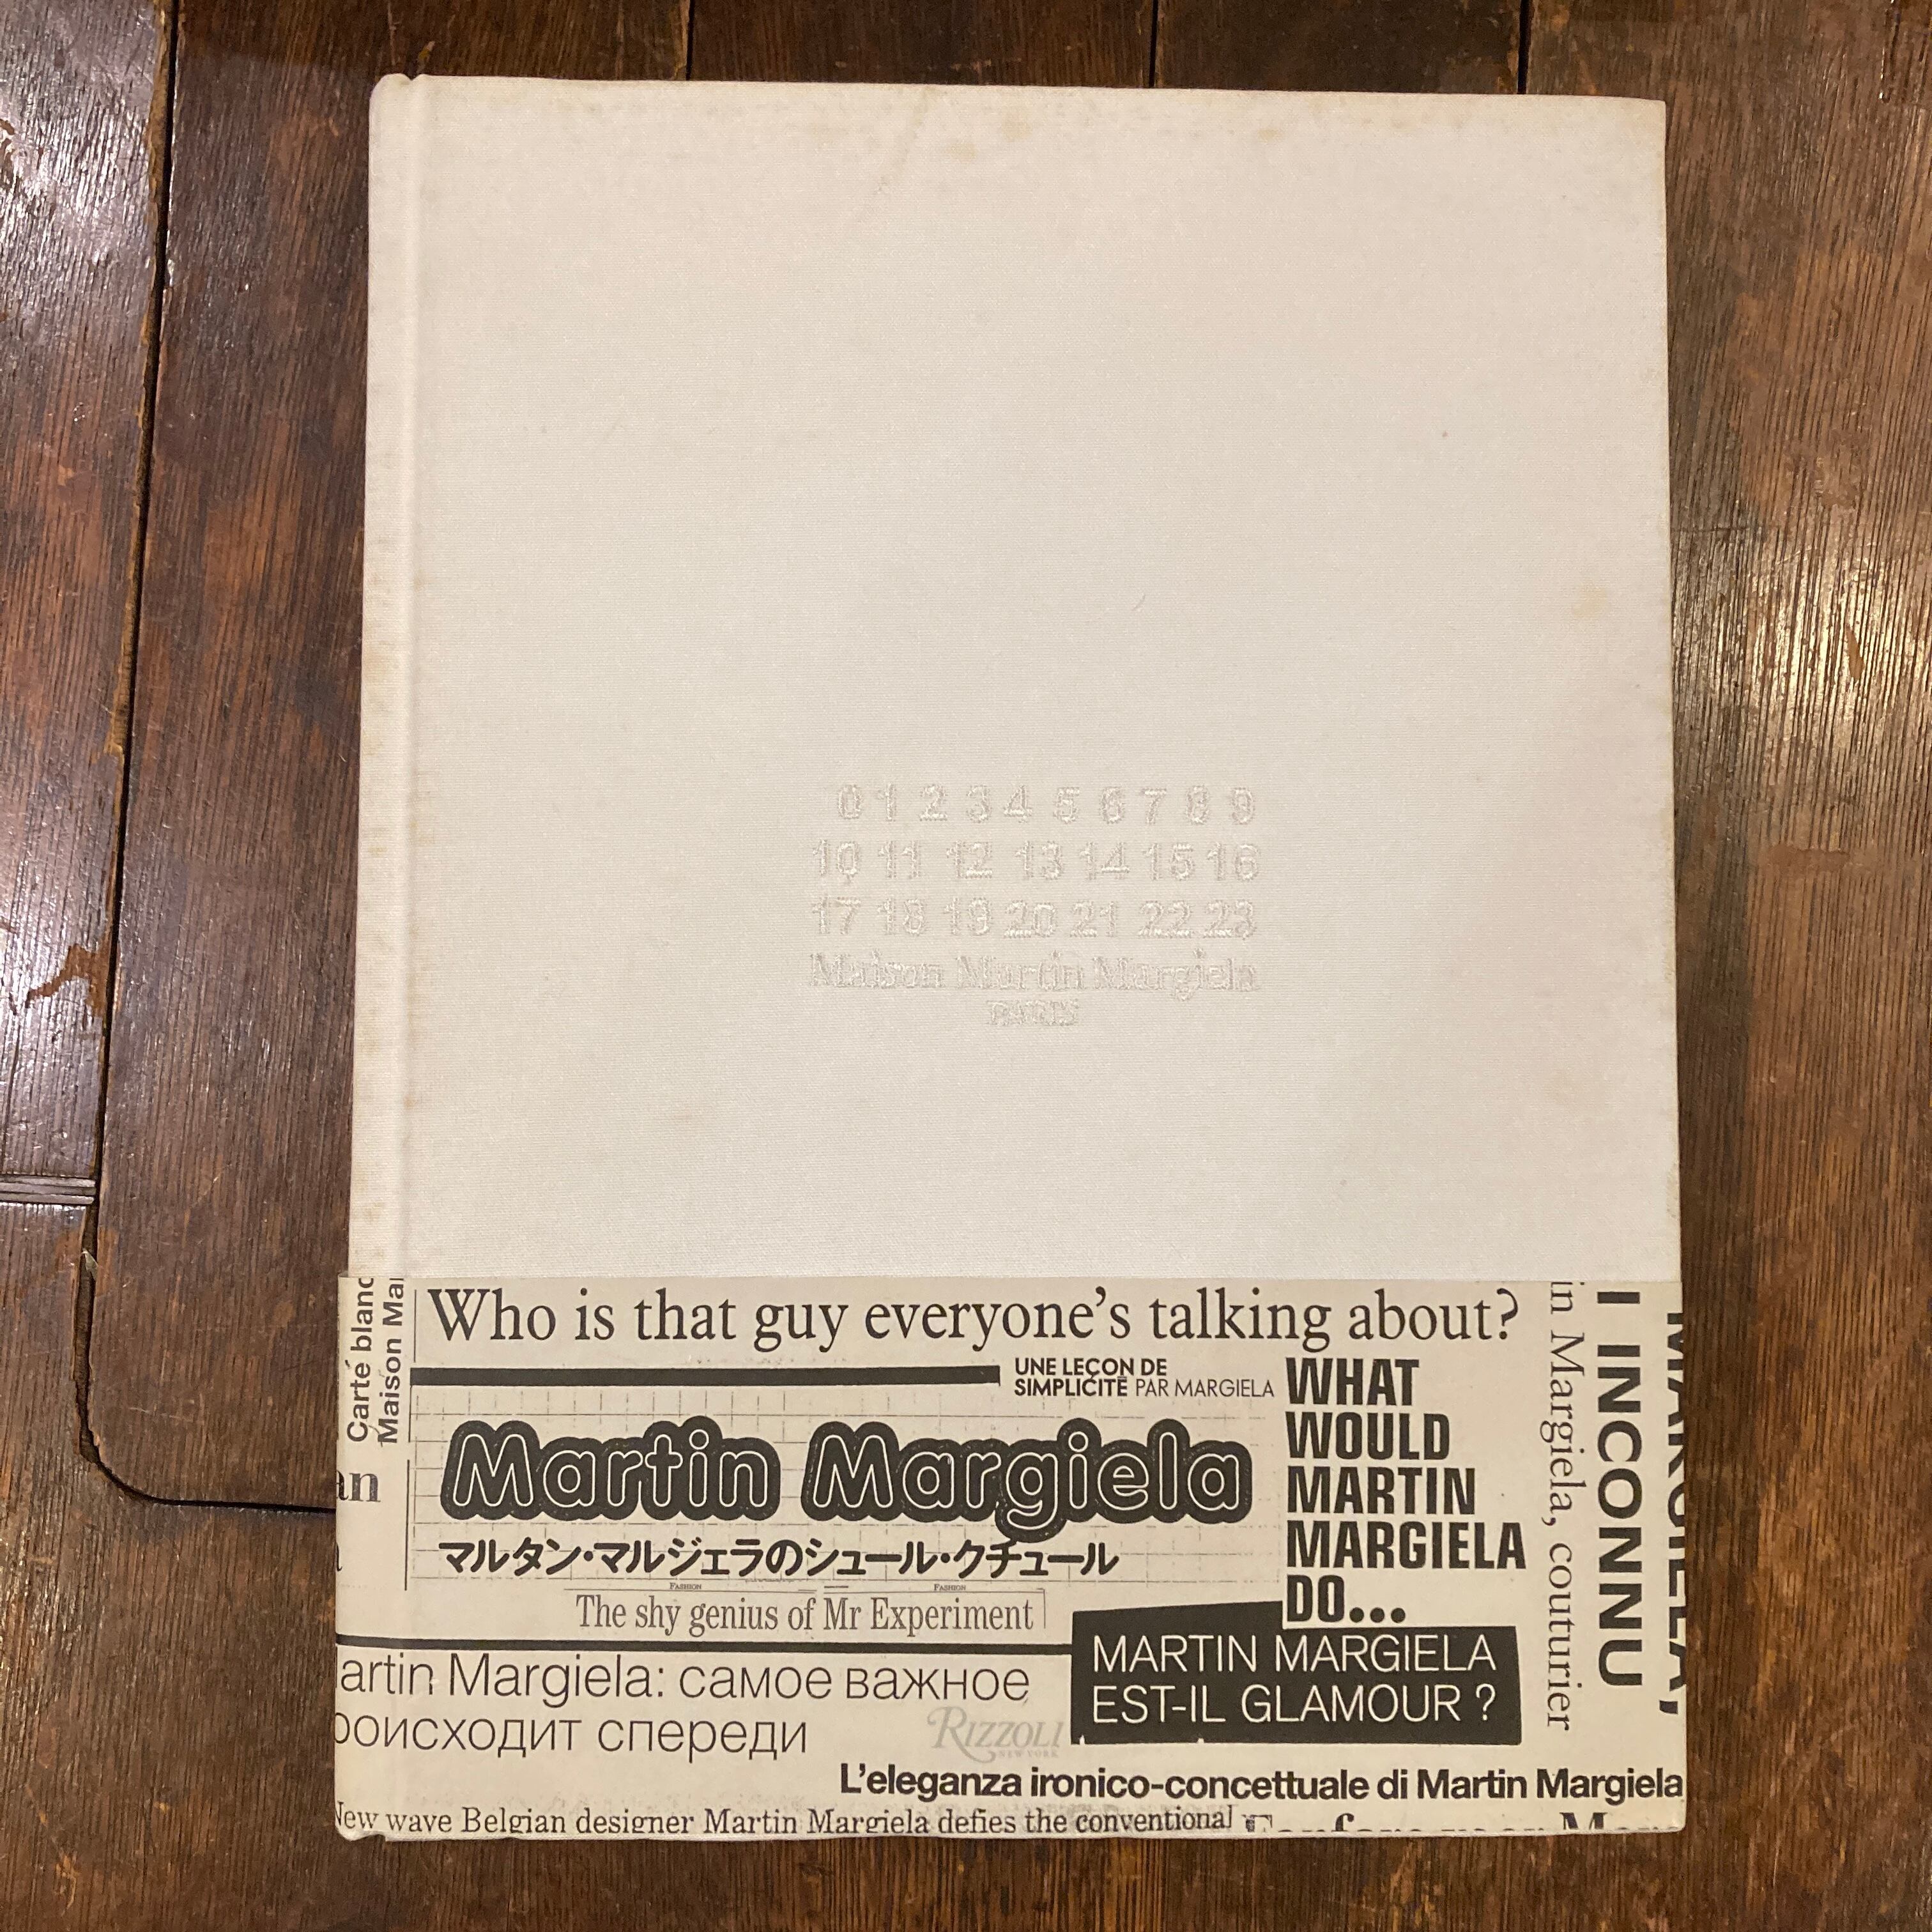 0 1 2 3 4 5 6 7 8 9
10 11 12 13 14 15 16
17 18 19 20 21 22 23
Maison Martin Margiela
PARIS
Carté blanc
Maison Ma
an
Who is that guy everyone’s talking about?
UNE LEÇON DE
SIMPLICITÉ PAR MARGIELA
Martin Margiela
マルタン・マルジェラのシュール・クチュール
FASHION FASHION
The shy genius of Mr Experiment
WHAT
WOULD
MARTIN
MARGIELA
DO...
MARTIN MARGIELA
EST-IL GLAMOUR ?
artin Margiela: самое важное
роисходит спереди
RIZZOLI
NEW YORK
L’eleganza ironico-concettuale di Martin Margiela
New wave Belgian designer Martin Margiela defies the conventional
in Margiela, couturier
I INCONNU
MARGIELA,